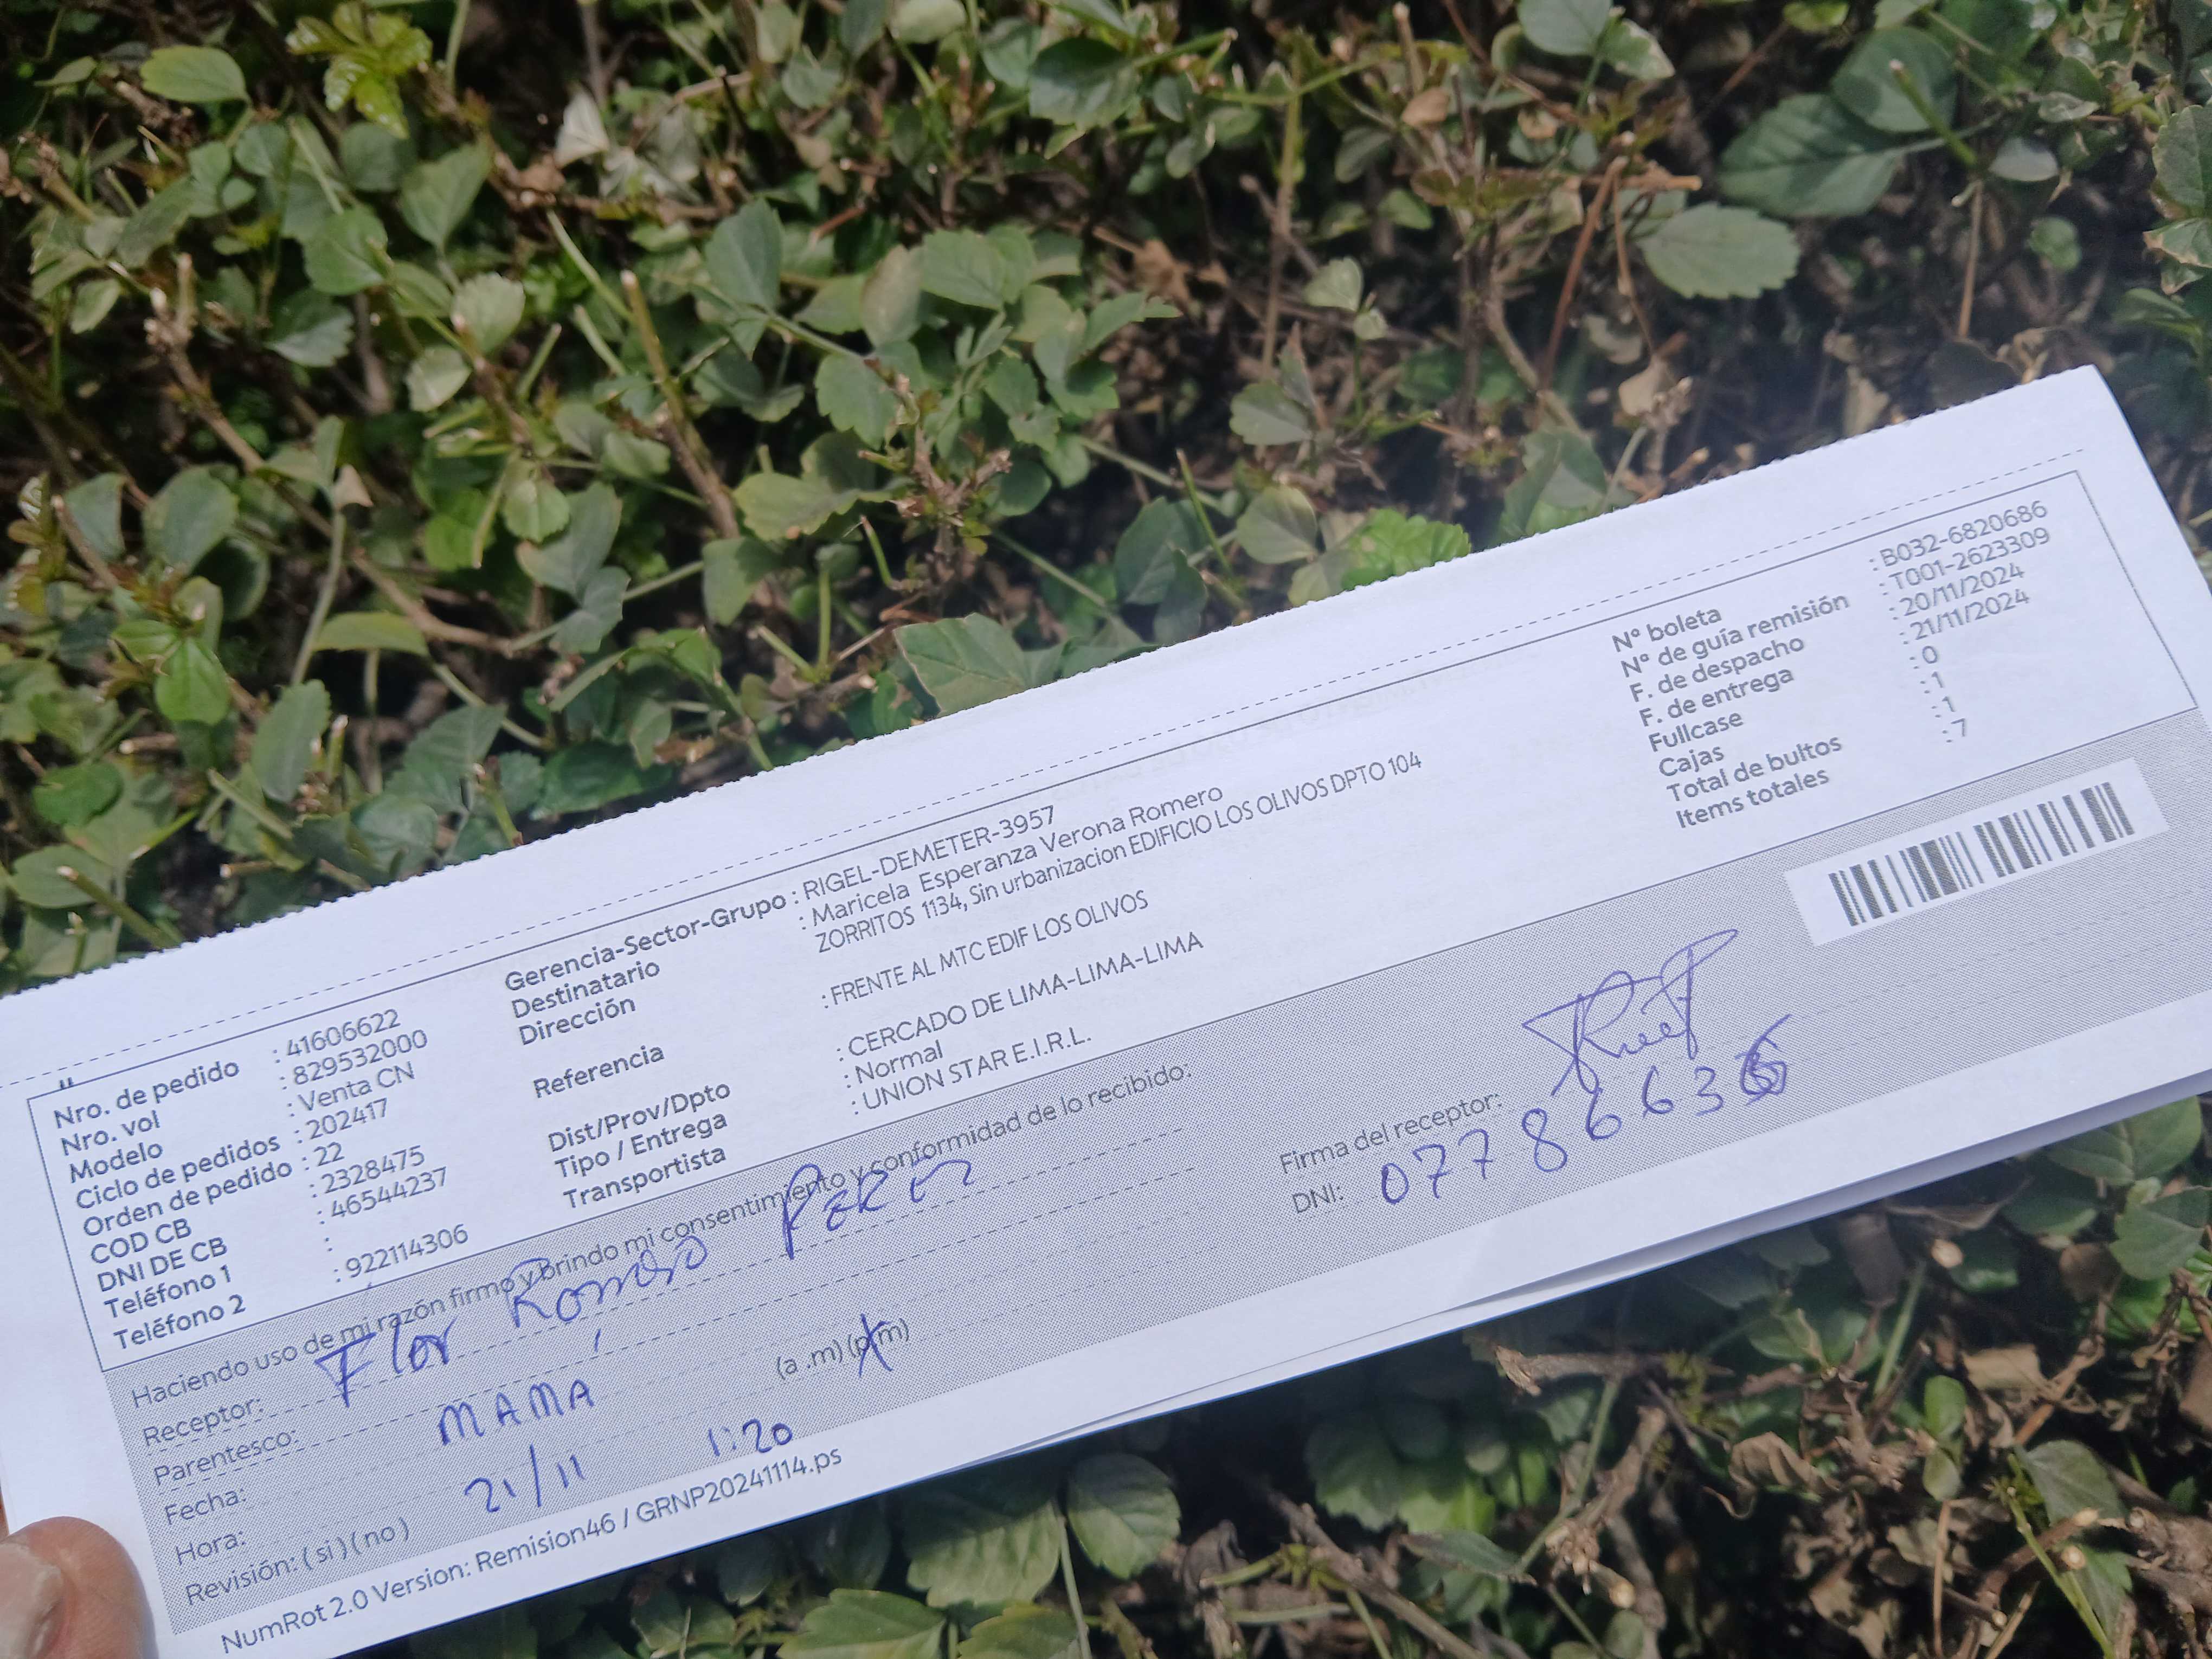 Nro. de pedido : 41606622
Nro. vol : 829532000
Modelo : Venta CN
Ciclo de pedidos : 202417
Orden de pedido : 22
COD CB : 2328475
DNI DE CB : 46544237
Teléfono 1 :
Teléfono 2 : 922114306
Gerencia-Sector-Grupo : RIGEL-DEMETER-3957
Destinatario : Maricela Esperanza Verona Romero
Dirección ZORRITOS 1134, Sin urbanizacion EDIFICIO LOS OLIVOS DPTO 104
Referencia : FRENTE AL MTC EDIF LOS OLIVOS
Dist/Prov/Dpto : CERCADO DE LIMA-LIMA-LIMA
Tipo / Entrega : Normal
Transportista : UNION STAR E.I.R.L.
Nº boleta : B032-6820686
Nº de guía remisión : T001-2623309
F. de despacho : 20/11/2024
F. de entrega : 21/11/2024
Fullcase : 0
Cajas : 1
Total de bultos : 1
Items totales : 7
Haciendo uso de mi razón firmo y brindo mi consentimiento y conformidad de lo recibido:
Receptor: Flor Romero
Parentesco: MAMÁ
Fecha: 21/11
Hora: 1:20 (a .m) (p.m)
Revisión: ( si ) ( no )
Firma del receptor:
DNI: 07786636
NumRot 2.0 Version: Remision46 / GRNP20241114.ps